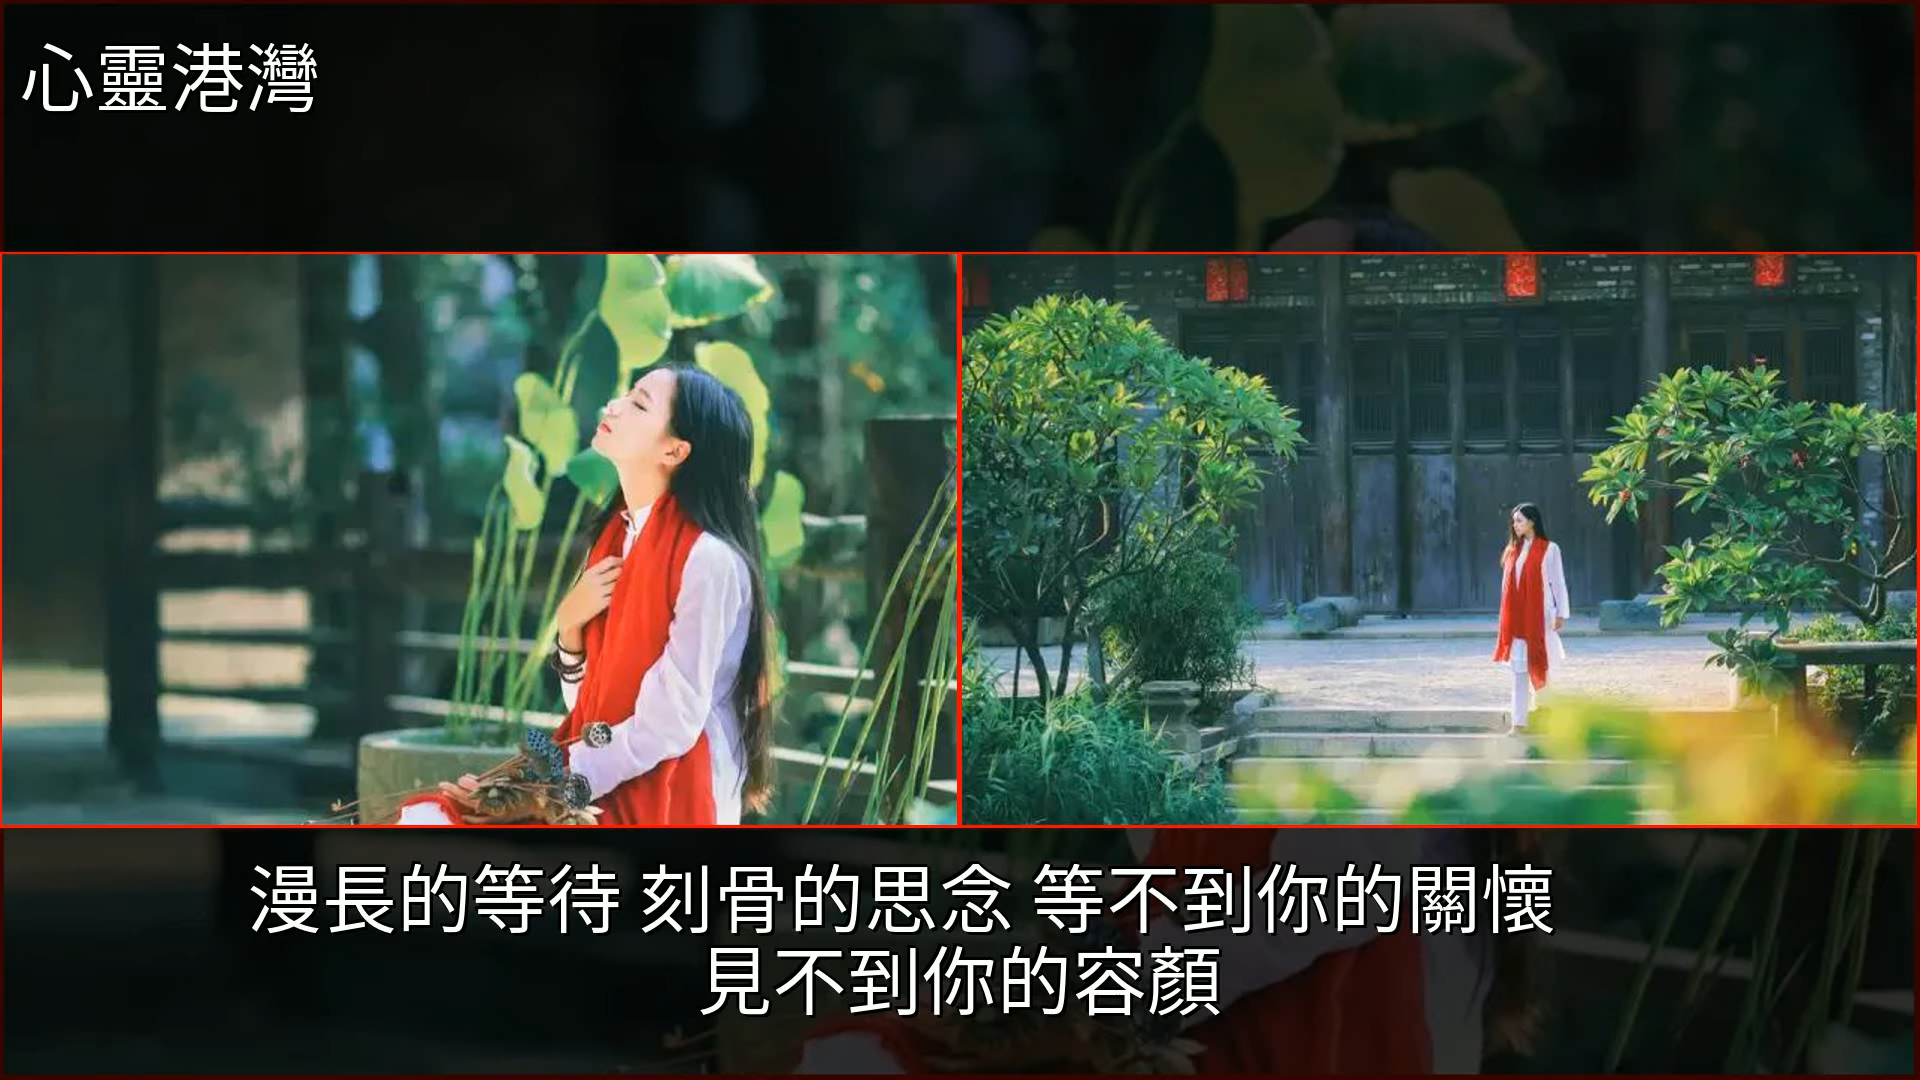 心靈港灣
漫長的等待 刻骨的思念 等不到你的關懷
見不到你的容顏